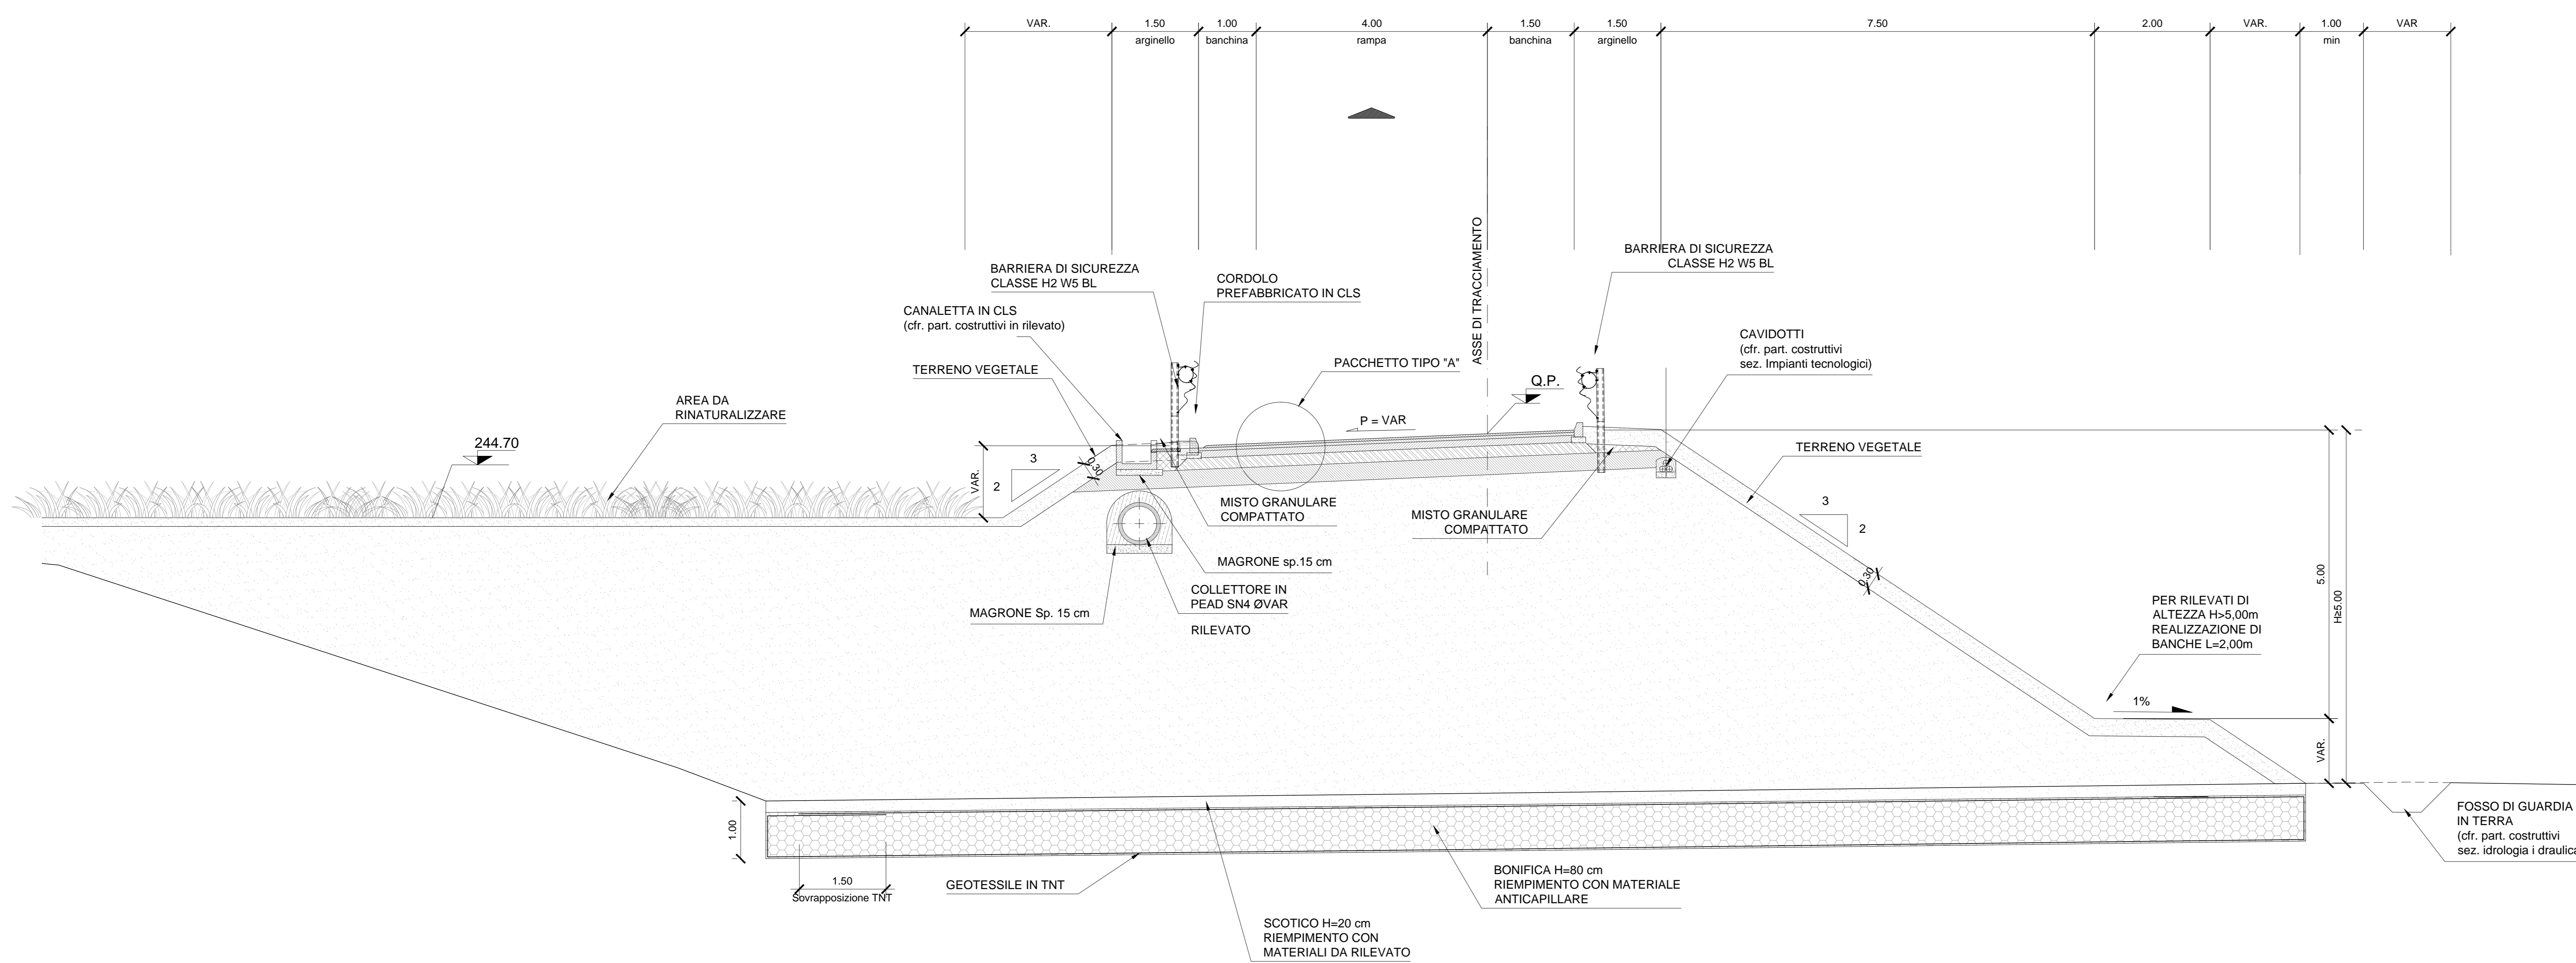 VAR.
1.50
1.00
4.00
1.50
1.50
7.50
2.00
VAR.
1.00
VAR
arginello
banchina
rampa
banchina
arginello
min
ASSE DI TRACCIAMENTO
BARRIERA DI SICUREZZA
CLASSE H2 W5 BL
BARRIERA DI SICUREZZA
CLASSE H2 W5 BL
CORDOLO
PREFABBRICATO IN CLS
CANALETTA IN CLS
(cfr. part. costruttivi in rilevato)
CAVIDOTTI
(cfr. part. costruttivi
sez. Impianti tecnologici)
TERRENO VEGETALE
PACCHETTO TIPO "A"
Q.P.
AREA DA
RINATURALIZZARE
P = VAR
244.70
TERRENO VEGETALE
VAR.
3
2
0.30
MISTO GRANULARE
COMPATTATO
MISTO GRANULARE
COMPATTATO
3
2
MAGRONE sp.15 cm
0.30
5.00
H≥5.00
COLLETTORE IN
PEAD SN4 ØVAR
MAGRONE Sp. 15 cm
RILEVATO
PER RILEVATI DI
ALTEZZA H>5,00m
REALIZZAZIONE DI
BANCHE L=2,00m
1%
VAR.
1.00
FOSSO DI GUARDIA
IN TERRA
(cfr. part. costruttivi
sez. idrologia i draulica
1.50
Sovrapposizione TNT
GEOTESSILE IN TNT
BONIFICA H=80 cm
RIEMPIMENTO CON MATERIALE
ANTICAPILLARE
SCOTICO H=20 cm
RIEMPIMENTO CON
MATERIALI DA RILEVATO